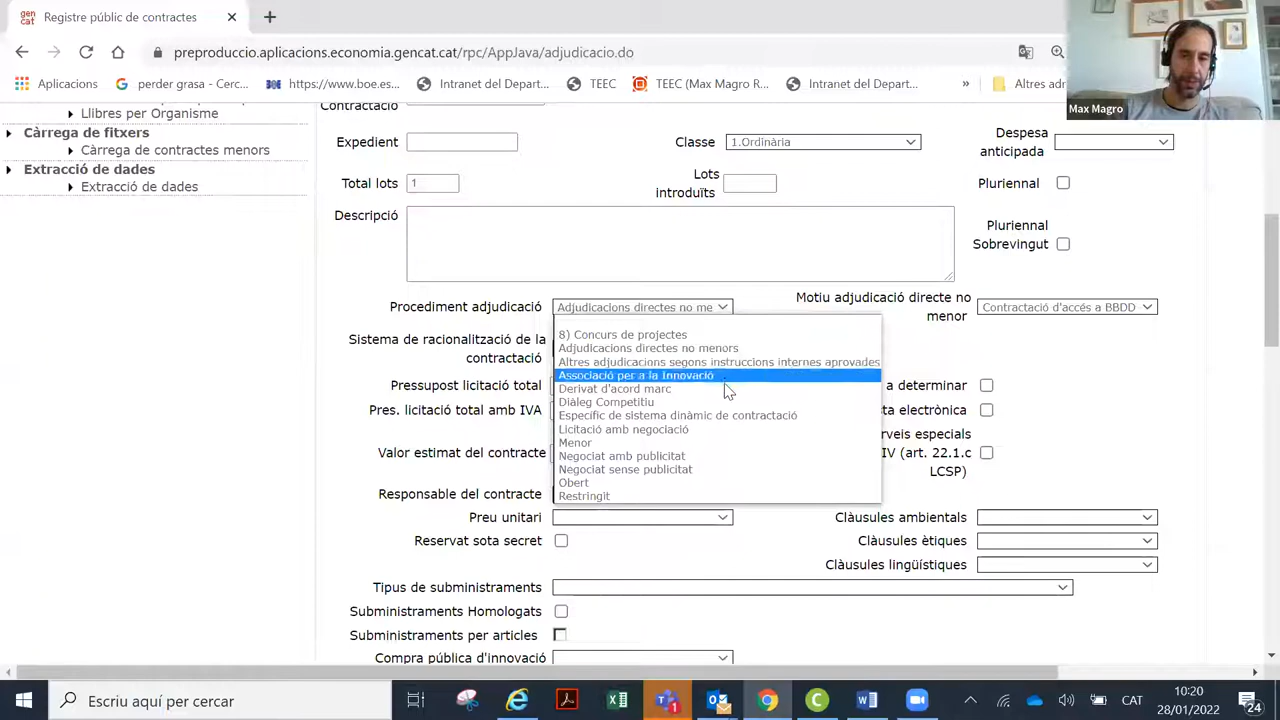 gen
cat
Registre públic de contractes
preproduccio.aplicacions.economia.gencat.cat/rpc/AppJava/adjudicacio.do
Max Magro
Aplicacions
perder grasa - Cerc...
https://www.boe.es...
Intranet del Depart...
TEEC
TEEC (Max Magro R...
Intranet del Depar...
»
Altres adr
Llibres per Organisme
Càrrega de fitxers
Càrrega de contractes menors
Extracció de dades
Extracció de dades
Contractació
Expedient
Classe
1.Ordinària
Despesa
anticipada
Total lots
1
Lots
introduïts
Pluriennal
Descripció
Pluriennal
Sobrevingut
Procediment adjudicació
Adjudicacions directes no me
Motiu adjudicació directe no
menor
Contractació d'accés a BBDD
8) Concurs de projectes
Adjudicacions directes no menors
Altres adjudicacions segons instruccions internes aprovades
Associació per a la Innovació
Derivat d'acord marc
Diàleg Competitiu
Específic de sistema dinàmic de contractació
Licitació amb negociació
Menor
Negociat amb publicitat
Negociat sense publicitat
Obert
Restringit
Sistema de racionalització de la
contractació
Pressupost licitació total
a determinar
Pres. licitació total amb IVA
ta electrònica
Valor estimat del contracte
rveis especials
IV (art. 22.1.c
LCSP)
Responsable del contracte
Preu unitari
Clàusules ambientals
Reservat sota secret
Clàusules ètiques
Clàusules lingüístiques
Tipus de subministraments
Subministraments Homologats
Subministraments per articles
Compra pública d'innovació
Escriu aquí per cercar
CAT
10:20
28/01/2022
24